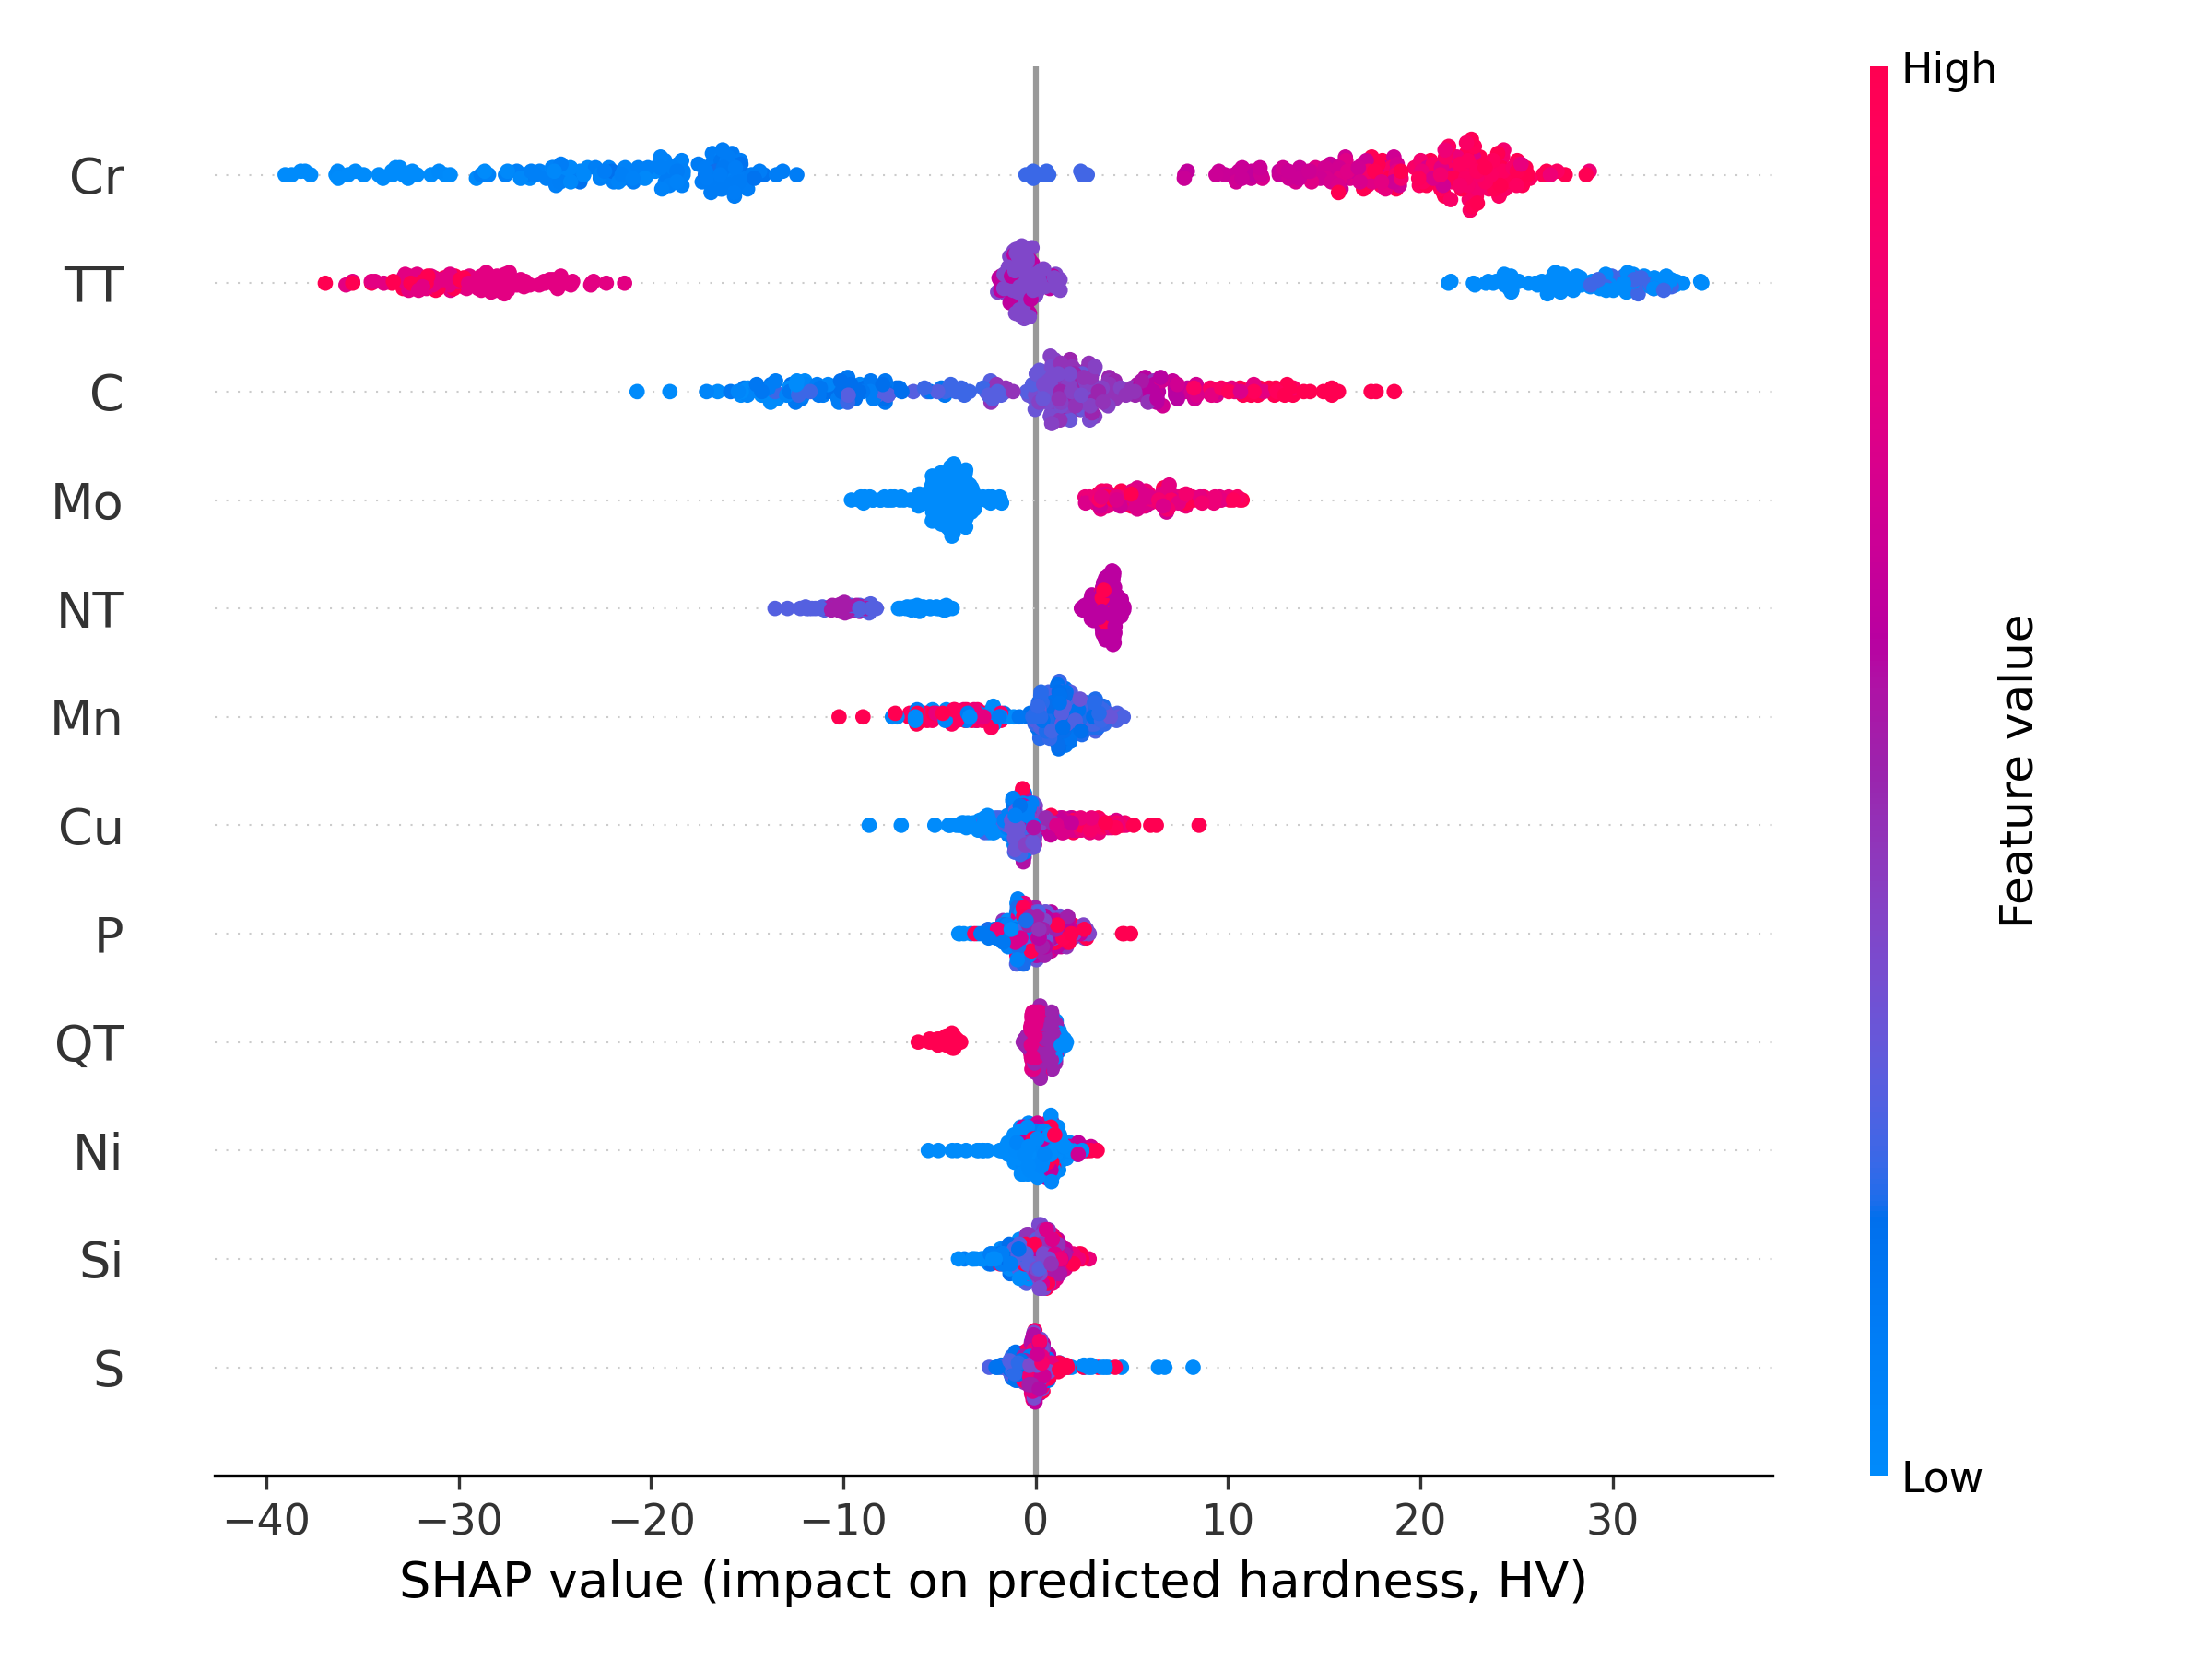 High
Cr
TT
C
Mo
NT
Mn
Cu
P
QT
Ni
Si
S
Feature value
Low
−40 −30 −20 −10 0 10 20 30
SHAP value (impact on predicted hardness, HV)